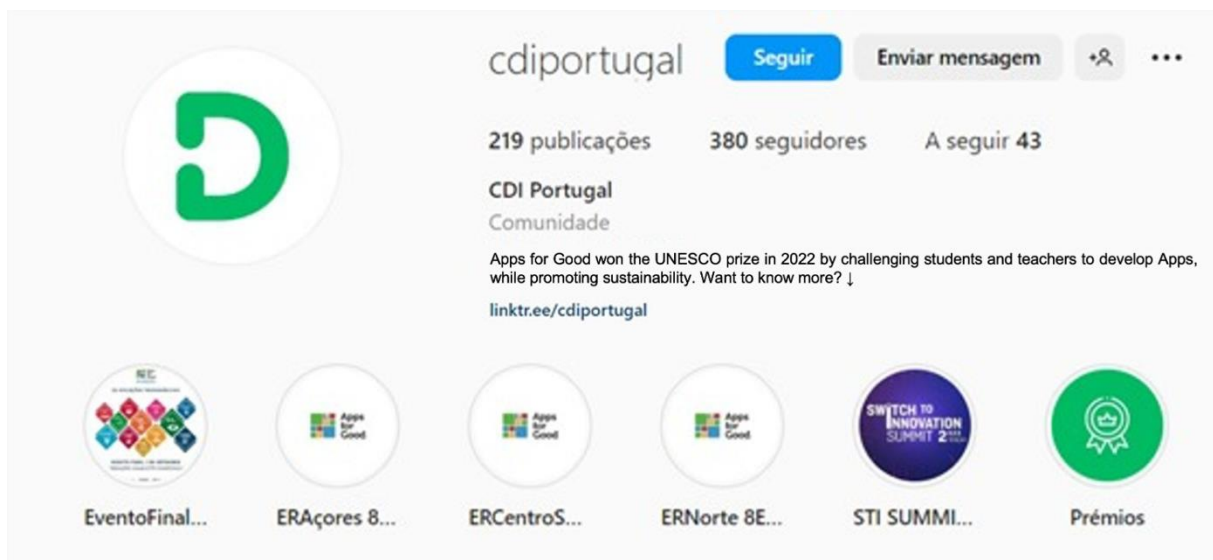 cdiportugal Seguir Enviar mensagem
219 publicações 380 seguidores A seguir 43
CDI Portugal
Comunidade
Apps for Good won the UNESCO prize in 2022 by challenging students and teachers to develop Apps,
while promoting sustainability. Want to know more? ↓
linktr.ee/cdiportugal
Apps
for
Good
Apps
for
Good
Apps
for
Good
SWITCH TO
INNOVATION
SUMMIT 2
EventoFinal... ERAçores 8... ERCentroS... ERNorte 8E... STI SUMMI... Prémios